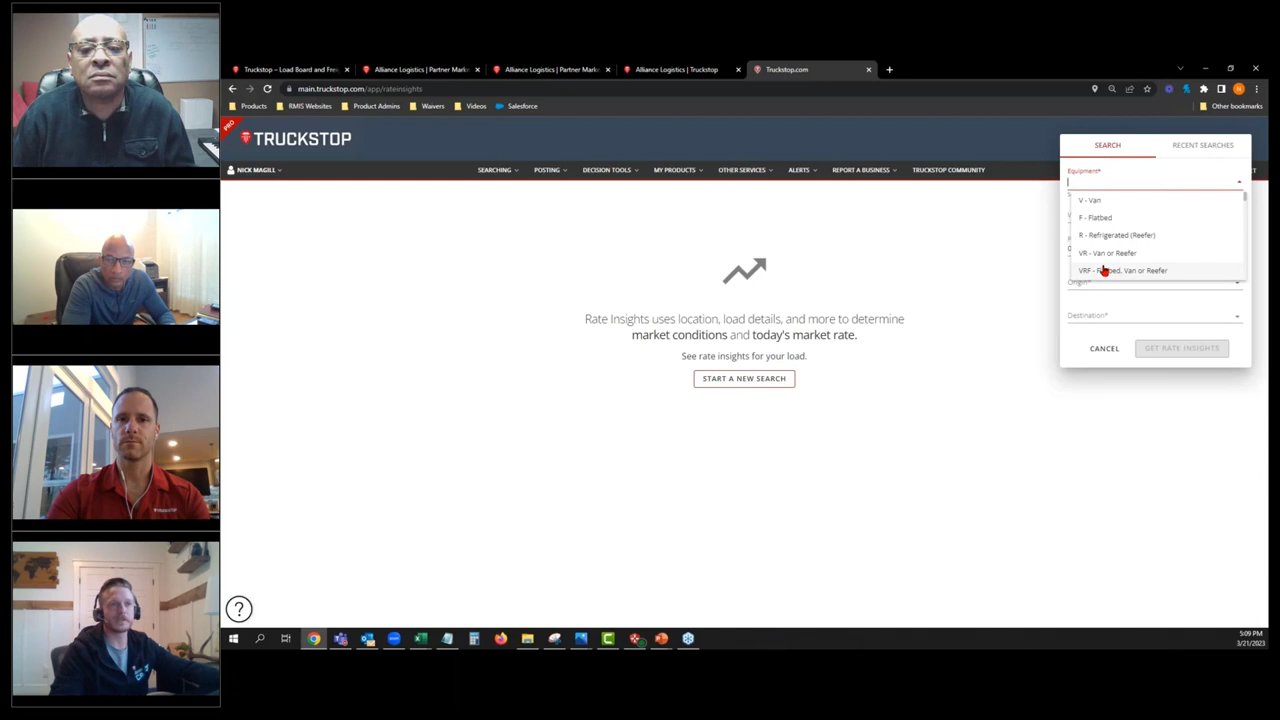 Truckstop – Load Board and Fre
Alliance Logistics | Partner Mark
Alliance Logistics | Partner Mark
Alliance Logistics | Truckstop
Truckstop.com
main.truckstop.com/app/rateinsights
Products
RMIS Websites
Product Admins
Waivers
Videos
Salesforce
Other bookmarks
PRO
TRUCKSTOP
NICK MAGILL
SEARCHING
POSTING
DECISION TOOLS
MY PRODUCTS
OTHER SERVICES
ALERTS
REPORT A BUSINESS
TRUCKSTOP COMMUNITY
SEARCH
RECENT SEARCHES
Equipment*
V - Van
F - Flatbed
R - Refrigerated (Reefer)
VR - Van or Reefer
VRF - Flatbed, Van or Reefer
Origin*
Destination*
CANCEL
GET RATE INSIGHTS
Rate Insights uses location, load details, and more to determine
market conditions and today's market rate.
See rate insights for your load.
START A NEW SEARCH
?
5:09 PM
3/21/2023